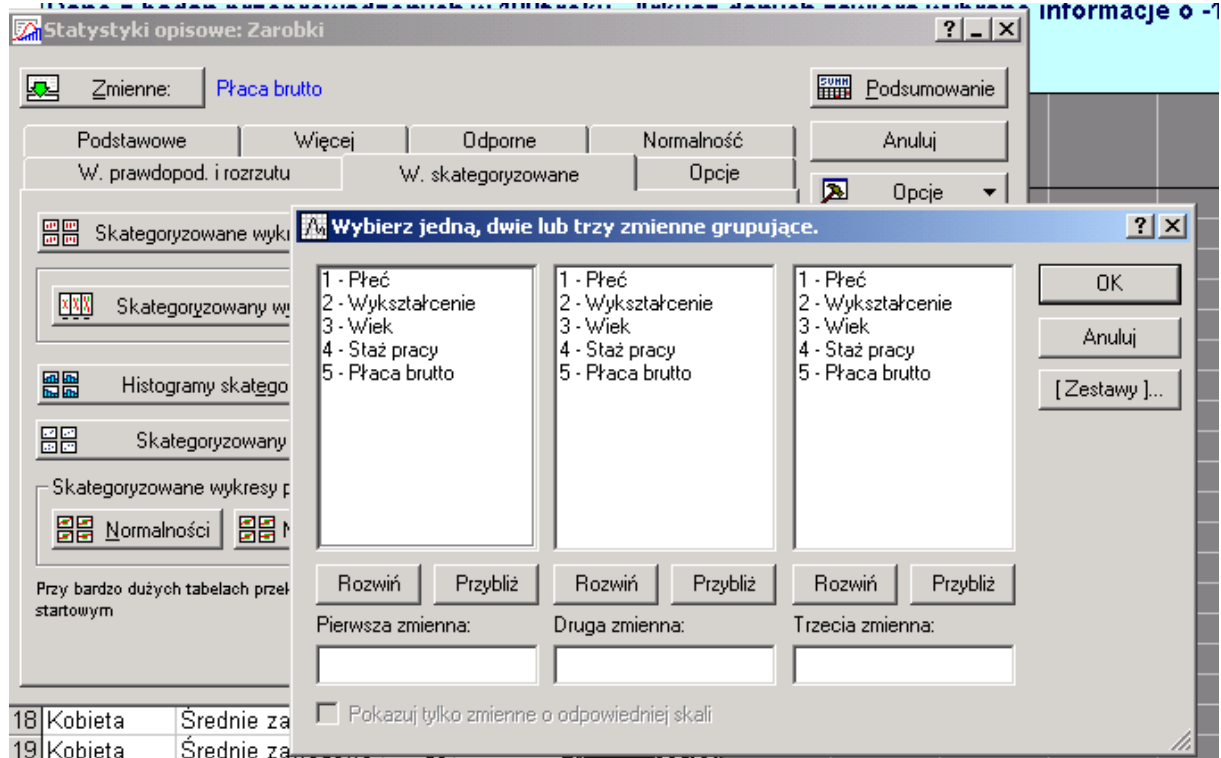 informacje o -1
Statystyki opisowe: Zarobki
Zmienne: Płaca brutto
Podsumowanie
Podstawowe Więcej Odporne Normalność
Anuluj
W. prawdopod. i rozrzutu W. skategoryzowane Opcje
Opcje
Skategoryzowane wykr
Skategoryzowany wy
Histogramy skatego
Skategoryzowany
Skategoryzowane wykresy p
Normalności
Przy bardzo dużych tabelach przek
startowym
Wybierz jedną, dwie lub trzy zmienne grupujące.
1 - Płeć 1 - Płeć 1 - Płeć
2 - Wykształcenie 2 - Wykształcenie 2 - Wykształcenie
3 - Wiek 3 - Wiek 3 - Wiek
4 - Staż pracy 4 - Staż pracy 4 - Staż pracy
5 - Płaca brutto 5 - Płaca brutto 5 - Płaca brutto
OK
Anuluj
[ Zestawy ]...
Rozwiń Przybliż Rozwiń Przybliż Rozwiń Przybliż
Pierwsza zmienna: Druga zmienna: Trzecia zmienna:
Pokazuj tylko zmienne o odpowiedniej skali
18 Kobieta Średnie za
19 Kobieta Średnie